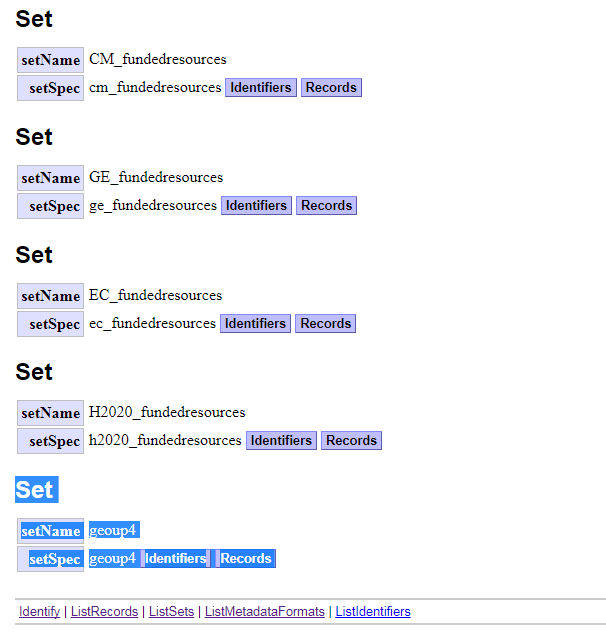 Set
setName CM_fundedresources
setSpec cm_fundedresources Identifiers Records
Set
setName GE_fundedresources
setSpec ge_fundedresources Identifiers Records
Set
setName EC_fundedresources
setSpec ec_fundedresources Identifiers Records
Set
setName H2020_fundedresources
setSpec h2020_fundedresources Identifiers Records
Set
setName geoup4
setSpec geoup4 Identifiers Records
Identify | ListRecords | ListSets | ListMetadataFormats | ListIdentifiers